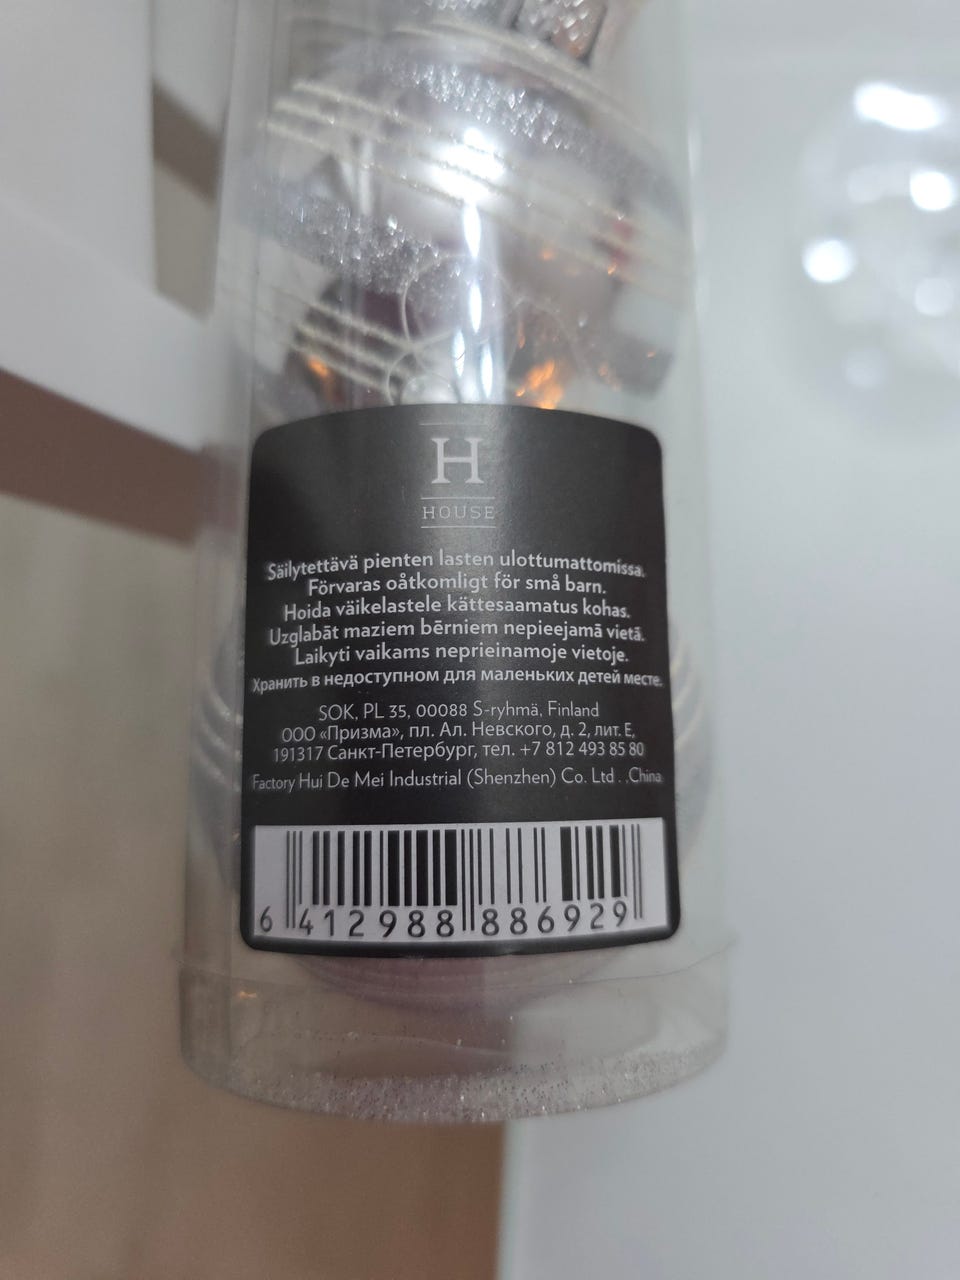 H
HOUSE
Säilytettävä pienten lasten ulottumattomissa.
Förvaras oåtkomligt för små barn.
Hoida väikelastele kättesaamatus kohas.
Uzglabāt maziem bērniem nepieejamā vietā.
Laikyti vaikams neprieinamoje vietoje.
Хранить в недоступном для маленьких детей месте.
SOK, PL 35, 00088 S-ryhmä, Finland
ООО «Призма», пл. Ал. Невского, д. 2, лит. Е,
191317 Санкт-Петербург, тел. +7 812 493 85 80
Factory Hui De Mei Industrial (Shenzhen) Co. Ltd . .China
6 412988 886929